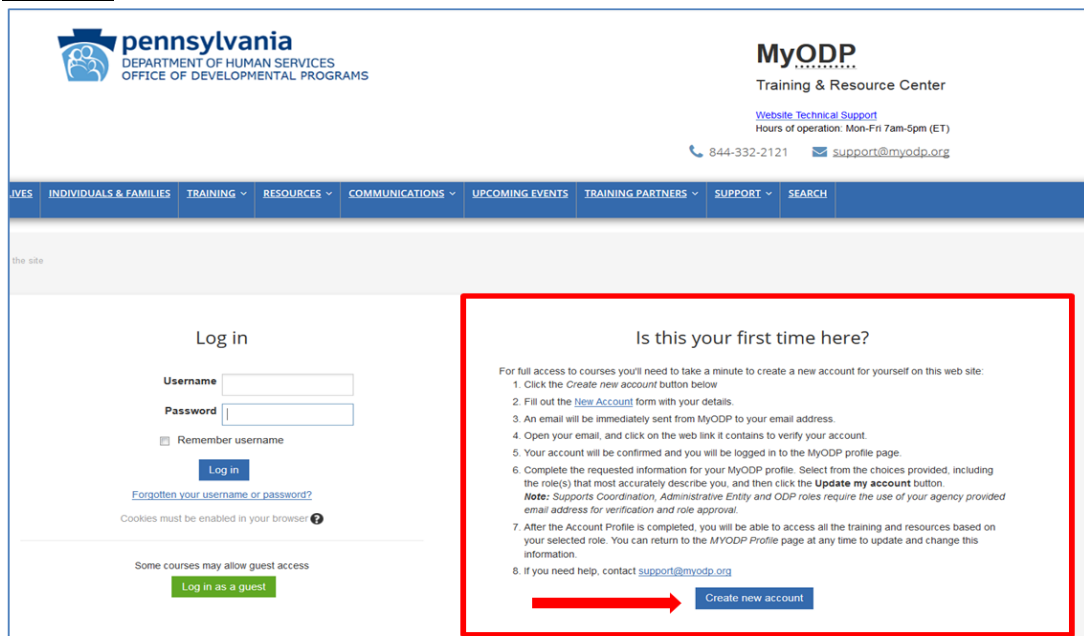 pennsylvania
DEPARTMENT OF HUMAN SERVICES
OFFICE OF DEVELOPMENTAL PROGRAMS
MyODP
Training & Resource Center
Website Technical Support
Hours of operation: Mon-Fri 7am-5pm (ET)
844-332-2121 support@myodp.org
IVES INDIVIDUALS & FAMILIES TRAINING RESOURCES COMMUNICATIONS UPCOMING EVENTS TRAINING PARTNERS SUPPORT SEARCH
the site
Log in
Username
Password
Remember username
Log in
Forgotten your username or password?
Cookies must be enabled in your browser ?
Some courses may allow guest access
Log in as a guest
Is this your first time here?
For full access to courses you'll need to take a minute to create a new account for yourself on this web site:
1. Click the Create new account button below
2. Fill out the New Account form with your details.
3. An email will be immediately sent from MyODP to your email address.
4. Open your email, and click on the web link it contains to verify your account.
5. Your account will be confirmed and you will be logged in to the MyODP profile page.
6. Complete the requested information for your MyODP profile. Select from the choices provided, including
the role(s) that most accurately describe you, and then click the Update my account button.
Note: Supports Coordination, Administrative Entity and ODP roles require the use of your agency provided
email address for verification and role approval.
7. After the Account Profile is completed, you will be able to access all the training and resources based on
your selected role. You can return to the MYODP Profile page at any time to update and change this
information.
8. If you need help, contact support@myodp.org
Create new account